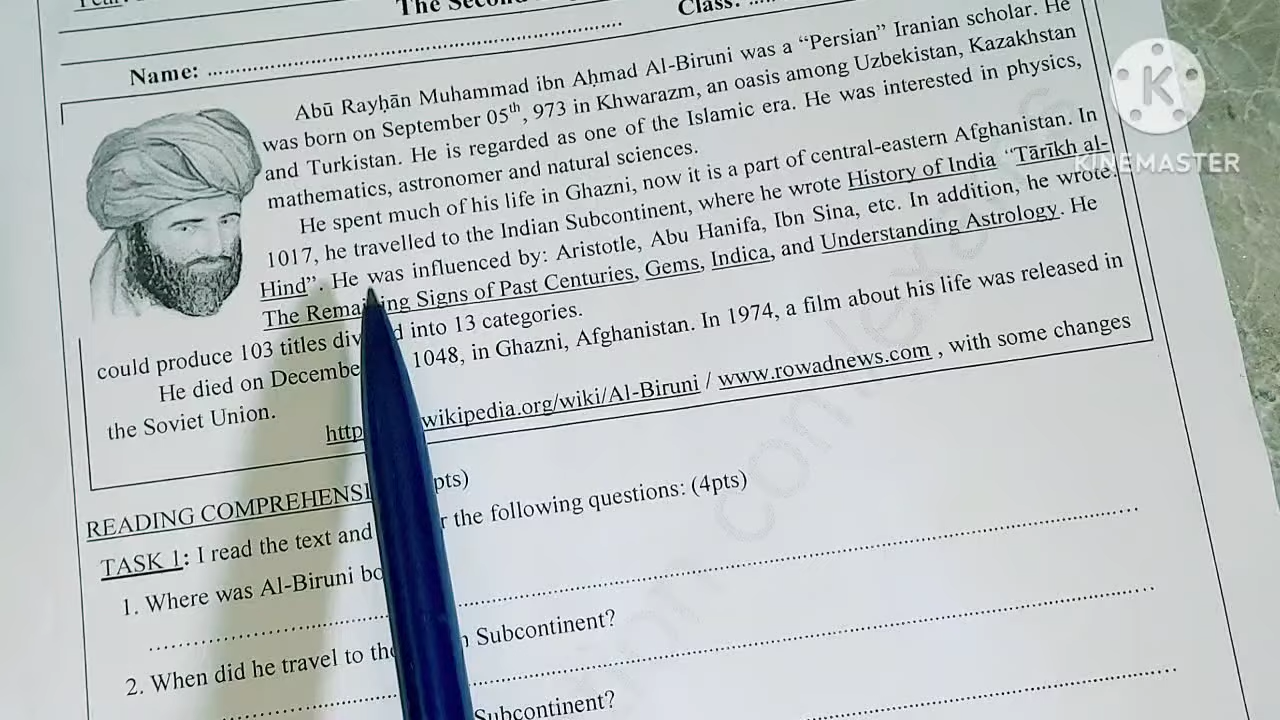 The Second
Class: .....
Name: ........................................
Abū Rayḥān Muhammad ibn Aḥmad Al-Biruni was a “Persian” Iranian scholar. He
was born on September 05th, 973 in Khwarazm, an oasis among Uzbekistan, Kazakhstan
and Turkistan. He is regarded as one of the Islamic era. He was interested in physics,
mathematics, astronomer and natural sciences.
He spent much of his life in Ghazni, now it is a part of central-eastern Afghanistan. In
1017, he travelled to the Indian Subcontinent, where he wrote History of India “Tārīkh al-
Hind”. He was influenced by: Aristotle, Abu Hanifa, Ibn Sina, etc. In addition, he wrote:
The Remaining Signs of Past Centuries, Gems, Indica, and Understanding Astrology. He
could produce 103 titles divided into 13 categories.
He died on December 1048, in Ghazni, Afghanistan. In 1974, a film about his life was released in
the Soviet Union.
http wikipedia.org/wiki/Al-Biruni / www.rowadnews.com , with some changes
READING COMPREHENSI pts)
TASK 1: I read the text and r the following questions: (4pts)
1. Where was Al-Biruni bo
2. When did he travel to the n Subcontinent?
Subcontinent?
K
KINEMASTER